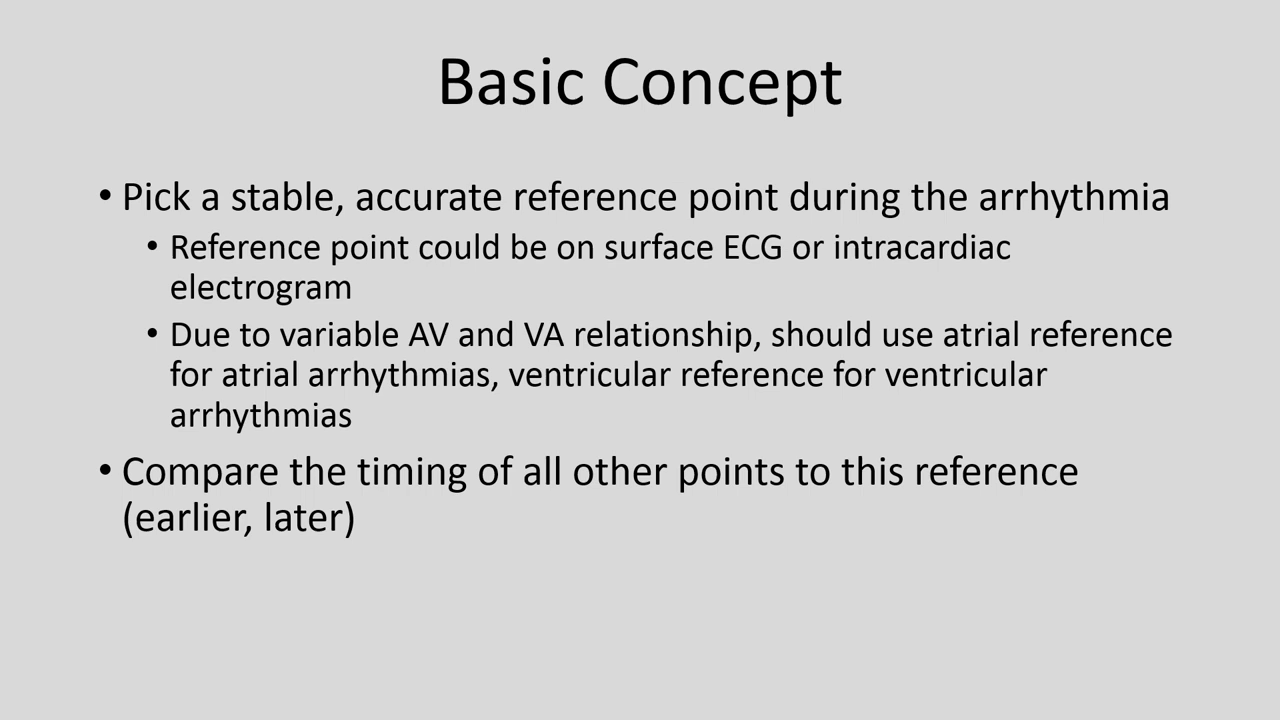 Basic Concept
• Pick a stable, accurate reference point during the arrhythmia
• Reference point could be on surface ECG or intracardiac
electrogram
• Due to variable AV and VA relationship, should use atrial reference
for atrial arrhythmias, ventricular reference for ventricular
arrhythmias
• Compare the timing of all other points to this reference
(earlier, later)